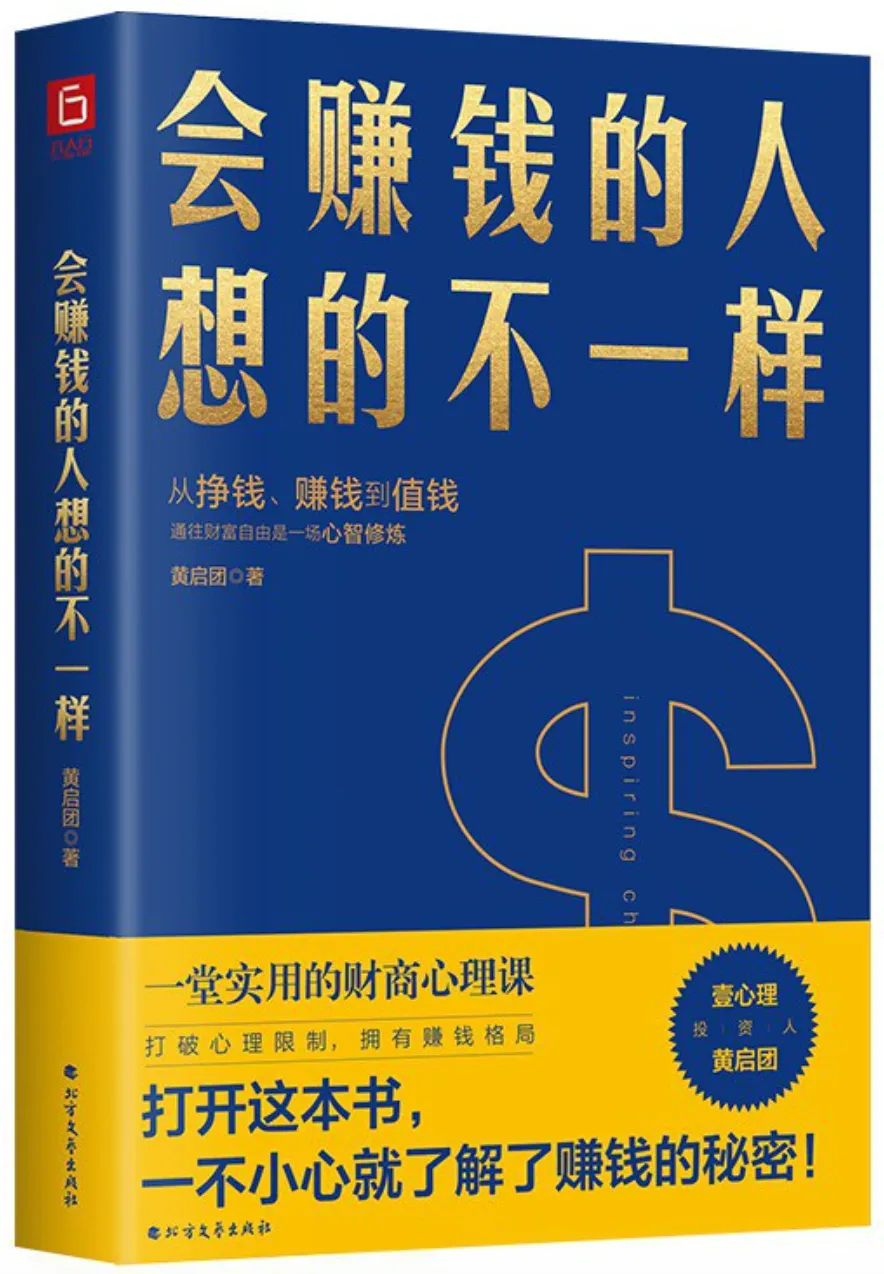 会赚钱的人
想的不一样
从挣钱、赚钱到值钱
通往财富自由是一场心智修炼
黄启团◎著
inspiring ch
一堂实用的财商心理课
打破心理限制，拥有赚钱格局
打开这本书，
一不小心就了解了赚钱的秘密！
北方文艺出版社
壹心理
投资人
黄启团
会赚钱的人想的不一样
黄启团◎著
北方文艺出版社